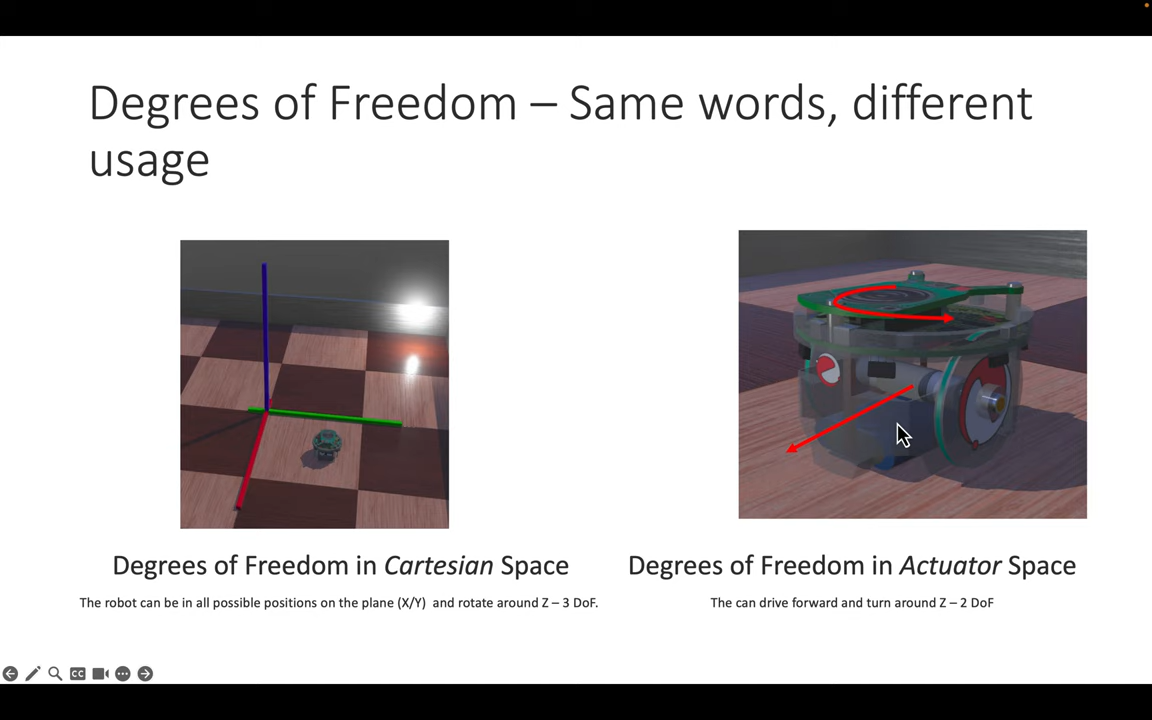 Degrees of Freedom – Same words, different
usage
Degrees of Freedom in Cartesian Space
Degrees of Freedom in Actuator Space
The robot can be in all possible positions on the plane (X/Y) and rotate around Z – 3 DoF.
The can drive forward and turn around Z – 2 DoF
CC